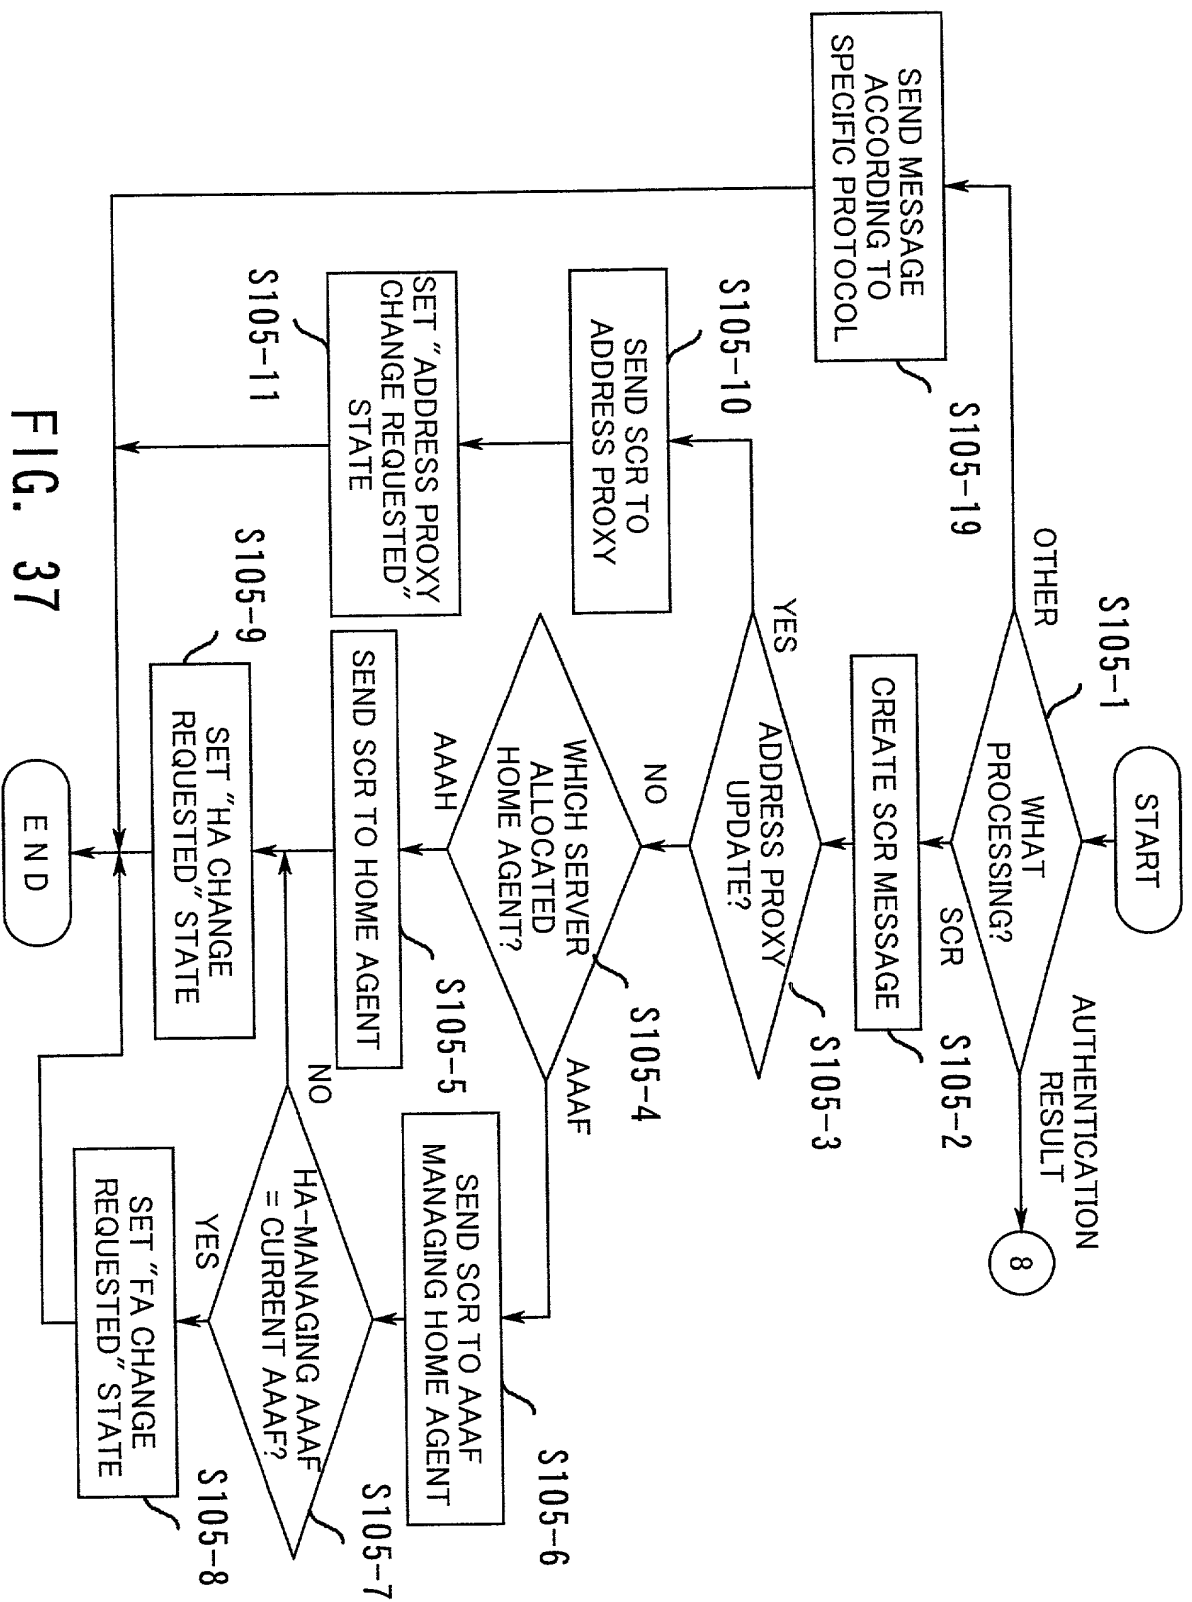 START
S105-1
WHAT
PROCESSING?
OTHER
SCR
AUTHENTICATION
RESULT
8
SEND MESSAGE
ACCORDING TO
SPECIFIC PROTOCOL
S105-19
CREATE SCR MESSAGE
S105-2
ADDRESS PROXY
UPDATE?
S105-3
YES
NO
S105-10
SEND SCR TO
ADDRESS PROXY
WHICH SERVER
ALLOCATED
HOME AGENT?
S105-4
AAAH
AAAF
S105-11
SET "ADDRESS PROXY
CHANGE REQUESTED"
STATE
SEND SCR TO HOME AGENT
S105-5
SEND SCR TO AAAF
MANAGING HOME AGENT
S105-6
HA-MANAGING AAAF
= CURRENT AAAF?
S105-7
NO
YES
S105-9
SET "HA CHANGE
REQUESTED" STATE
SET "FA CHANGE
REQUESTED" STATE
S105-8
END
FIG. 37